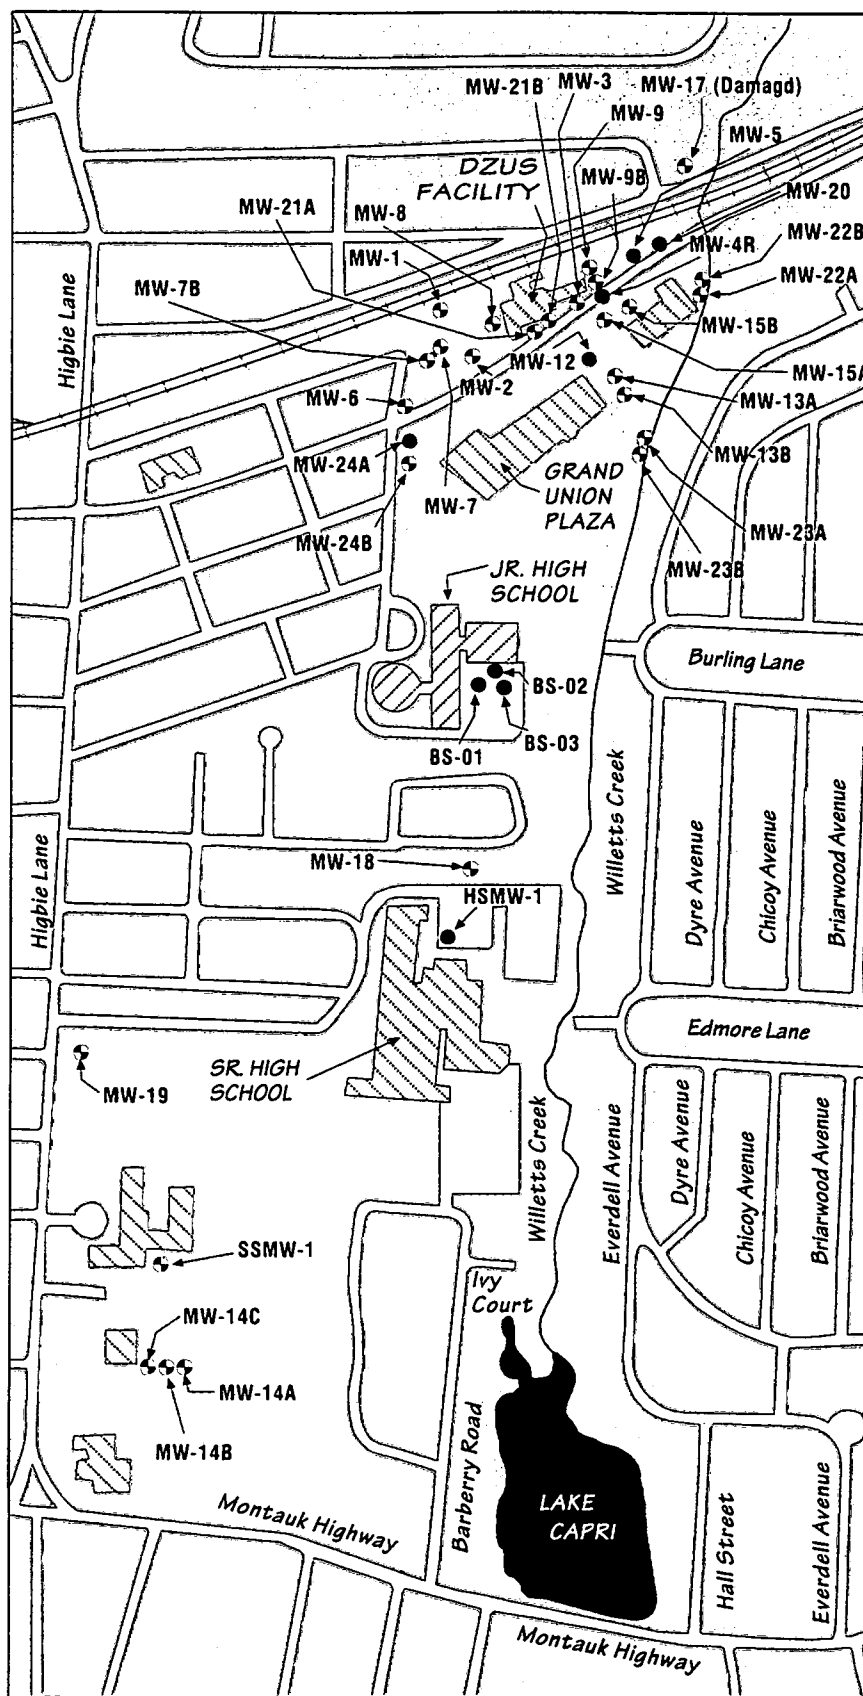 MW-21B
MW-3
MW-17 (Damagd)
MW-9
MW-5
DZUS
FACILITY
MW-9B
MW-20
MW-21A
MW-8
MW-4R
MW-22B
MW-1
MW-22A
MW-7B
Higbie Lane
MW-15B
MW-12
MW-2
MW-15A
MW-6
MW-13A
MW-24A
GRAND
UNION
PLAZA
MW-13B
MW-7
MW-24B
MW-23A
MW-23B
JR. HIGH
SCHOOL
Burling Lane
BS-02
BS-01
BS-03
Willetts Creek
Dyre Avenue
Chicoy Avenue
Briarwood Avenue
Higbie Lane
MW-18
HSMW-1
Edmore Lane
SR. HIGH
SCHOOL
MW-19
Willetts Creek
Everdell Avenue
Dyre Avenue
Chicoy Avenue
Briarwood Avenue
SSMW-1
Ivy
Court
MW-14C
MW-14A
MW-14B
Barberry Road
LAKE
CAPRI
Hall Street
Everdell Avenue
Montauk Highway
Montauk Highway